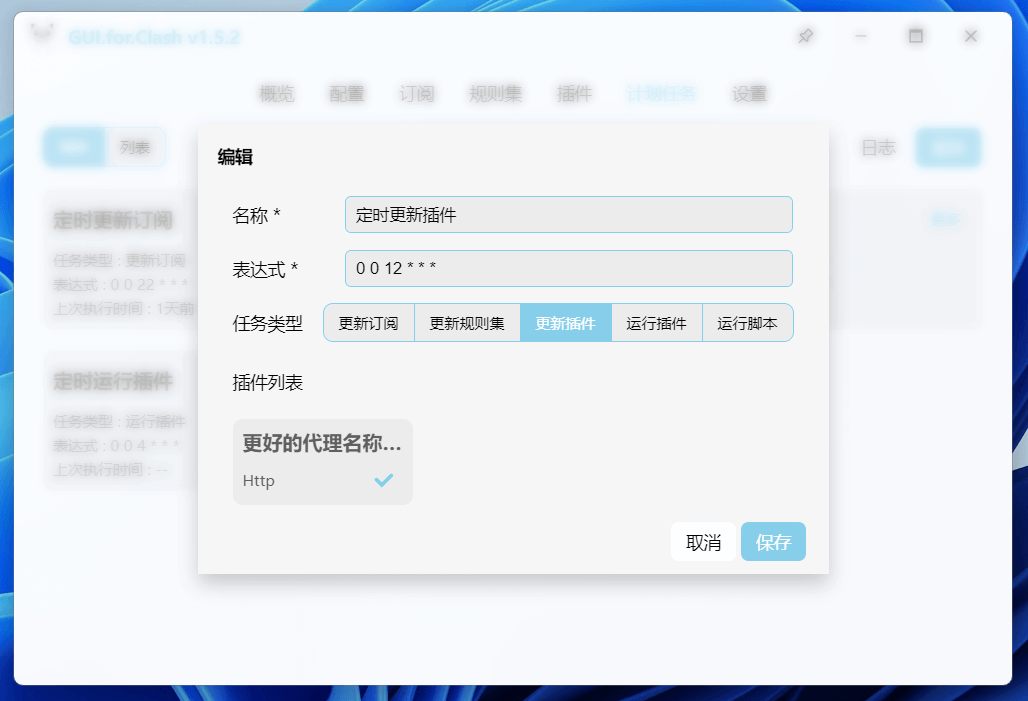 GUI.for.Clash v1.5.2
概览 配置 订阅 规则集 插件 计划任务 设置
列表 日志
定时更新订阅
任务类型 : 更新订阅
表达式 : 0 0 22 * * *
上次执行时间 : 1天前
定时运行插件
任务类型 : 运行插件
表达式 : 0 0 4 * * *
上次执行时间 : --
编辑
名称 * 定时更新插件
表达式 * 0 0 12 * * *
任务类型 更新订阅 更新规则集 更新插件 运行插件 运行脚本
插件列表
更好的代理名称...
Http
取消 保存